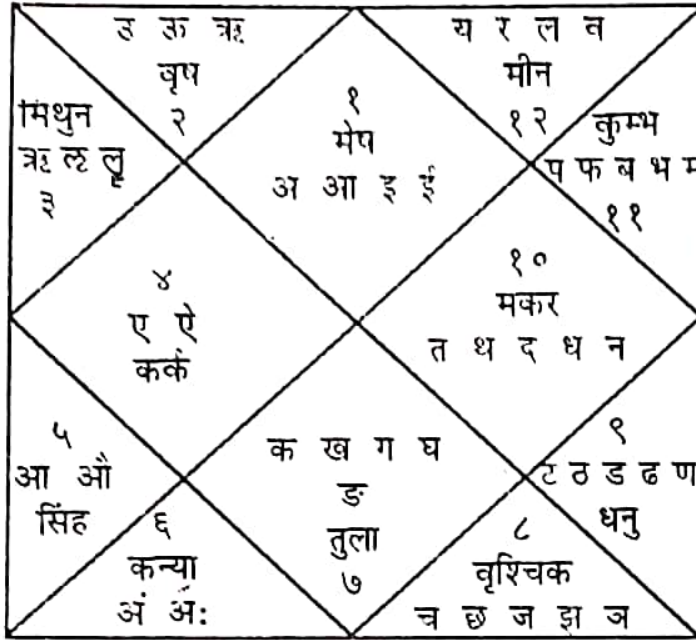 उ ऊ ऋ
वृष
२
१
मेष
अ आ इ ई
य र ल व
मीन
१२
मिथुन
ॠ ऌ ॡ
३
कुम्भ
प फ ब भ म
११
४
ए ऐ
कर्क
१०
मकर
त थ द ध न
५
आ औ
सिंह
क ख ग घ
ङ
तुला
७
९
ट ठ ड ढ ण
धनु
६
कन्या
अं अः
८
वृश्चिक
च छ ज झ ञ